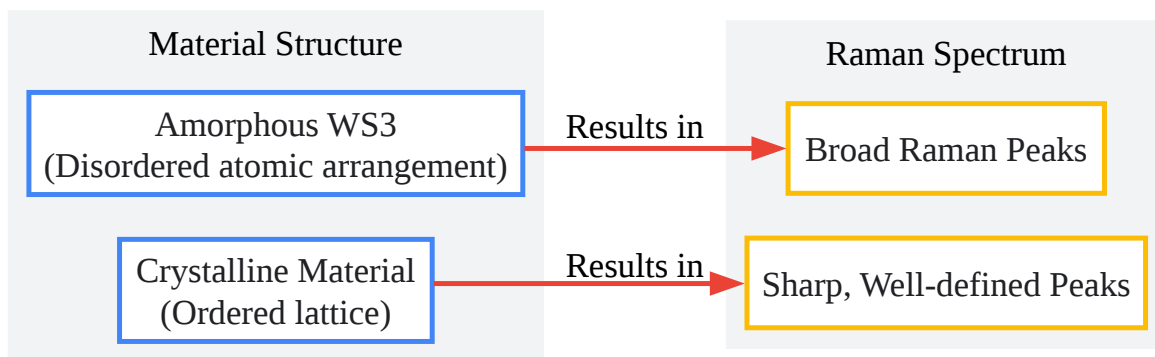 Material Structure
Amorphous WS3
(Disordered atomic arrangement)
Crystalline Material
(Ordered lattice)
Results in
Results in
Raman Spectrum
Broad Raman Peaks
Sharp, Well-defined Peaks